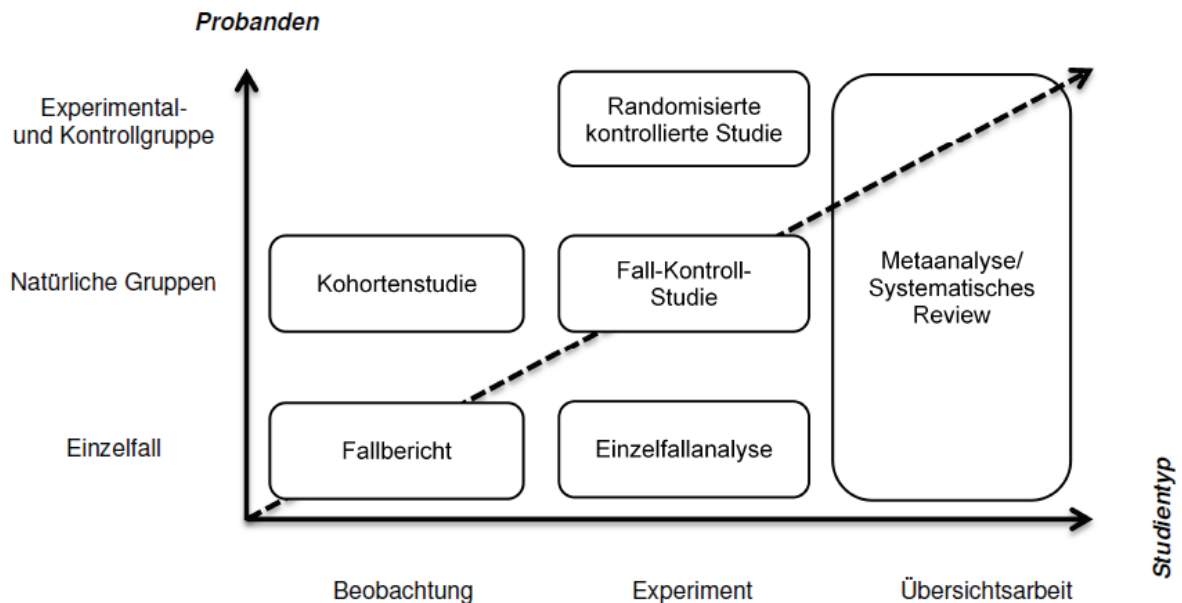 Probanden
Experimental-
und Kontrollgruppe
Randomisierte
kontrollierte Studie
Natürliche Gruppen
Kohortenstudie
Fall-Kontroll-
Studie
Metaanalyse/
Systematisches
Review
Einzelfall
Fallbericht
Einzelfallanalyse
Studientyp
Beobachtung
Experiment
Übersichtsarbeit